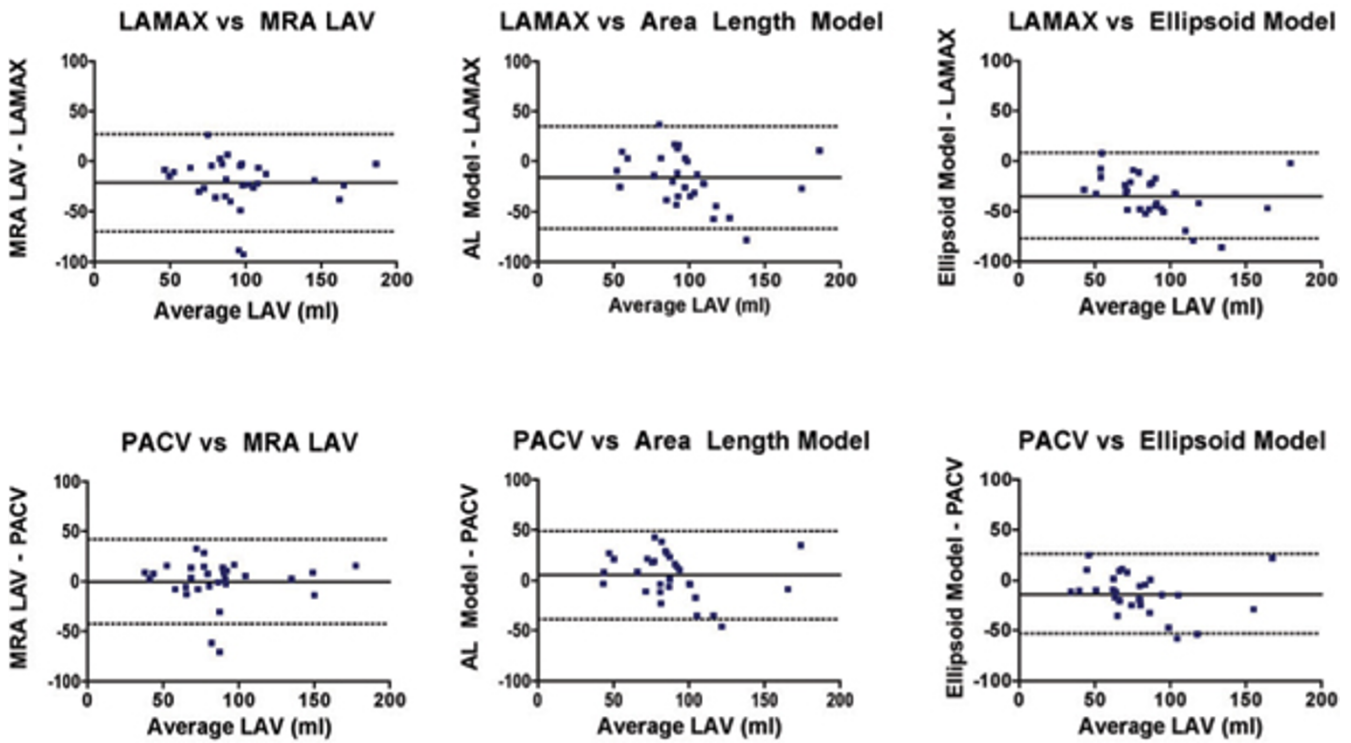 LAMAX vs MRA LAV
MRA LAV - LAMAX
100
50
0
-50
-100
0 50 100 150 200
Average LAV (ml)
LAMAX vs Area Length Model
AL Model - LAMAX
100
50
0
-50
-100
0 50 100 150 200
Average LAV (ml)
LAMAX vs Ellipsoid Model
Ellipsoid Model - LAMAX
100
50
0
-50
-100
0 50 100 150 200
Average LAV (ml)
PACV vs MRA LAV
MRA LAV - PACV
100
50
0
-50
-100
0 50 100 150 200
Average LAV (ml)
PACV vs Area Length Model
AL Model - PACV
100
50
0
-50
-100
0 50 100 150 200
Average LAV (ml)
PACV vs Ellipsoid Model
Ellipsoid Model - PACV
100
50
0
-50
-100
0 50 100 150 200
Average LAV (ml)